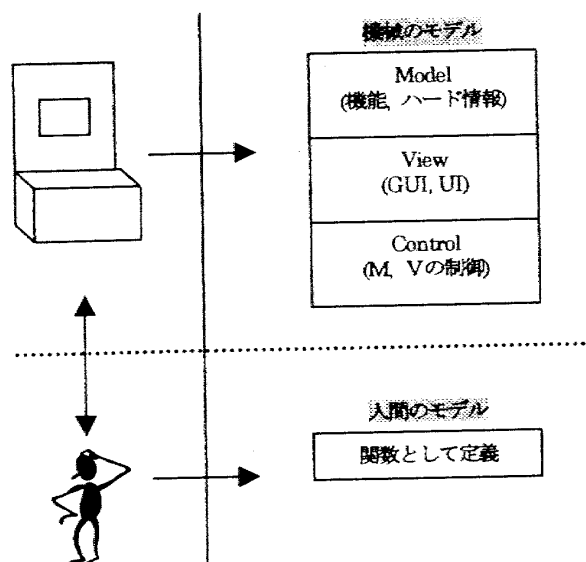 機械のモデル
Model
(機能, ハード情報)
View
(GUI, UI)
Control
(M, Vの制御)
人間のモデル
関数として定義